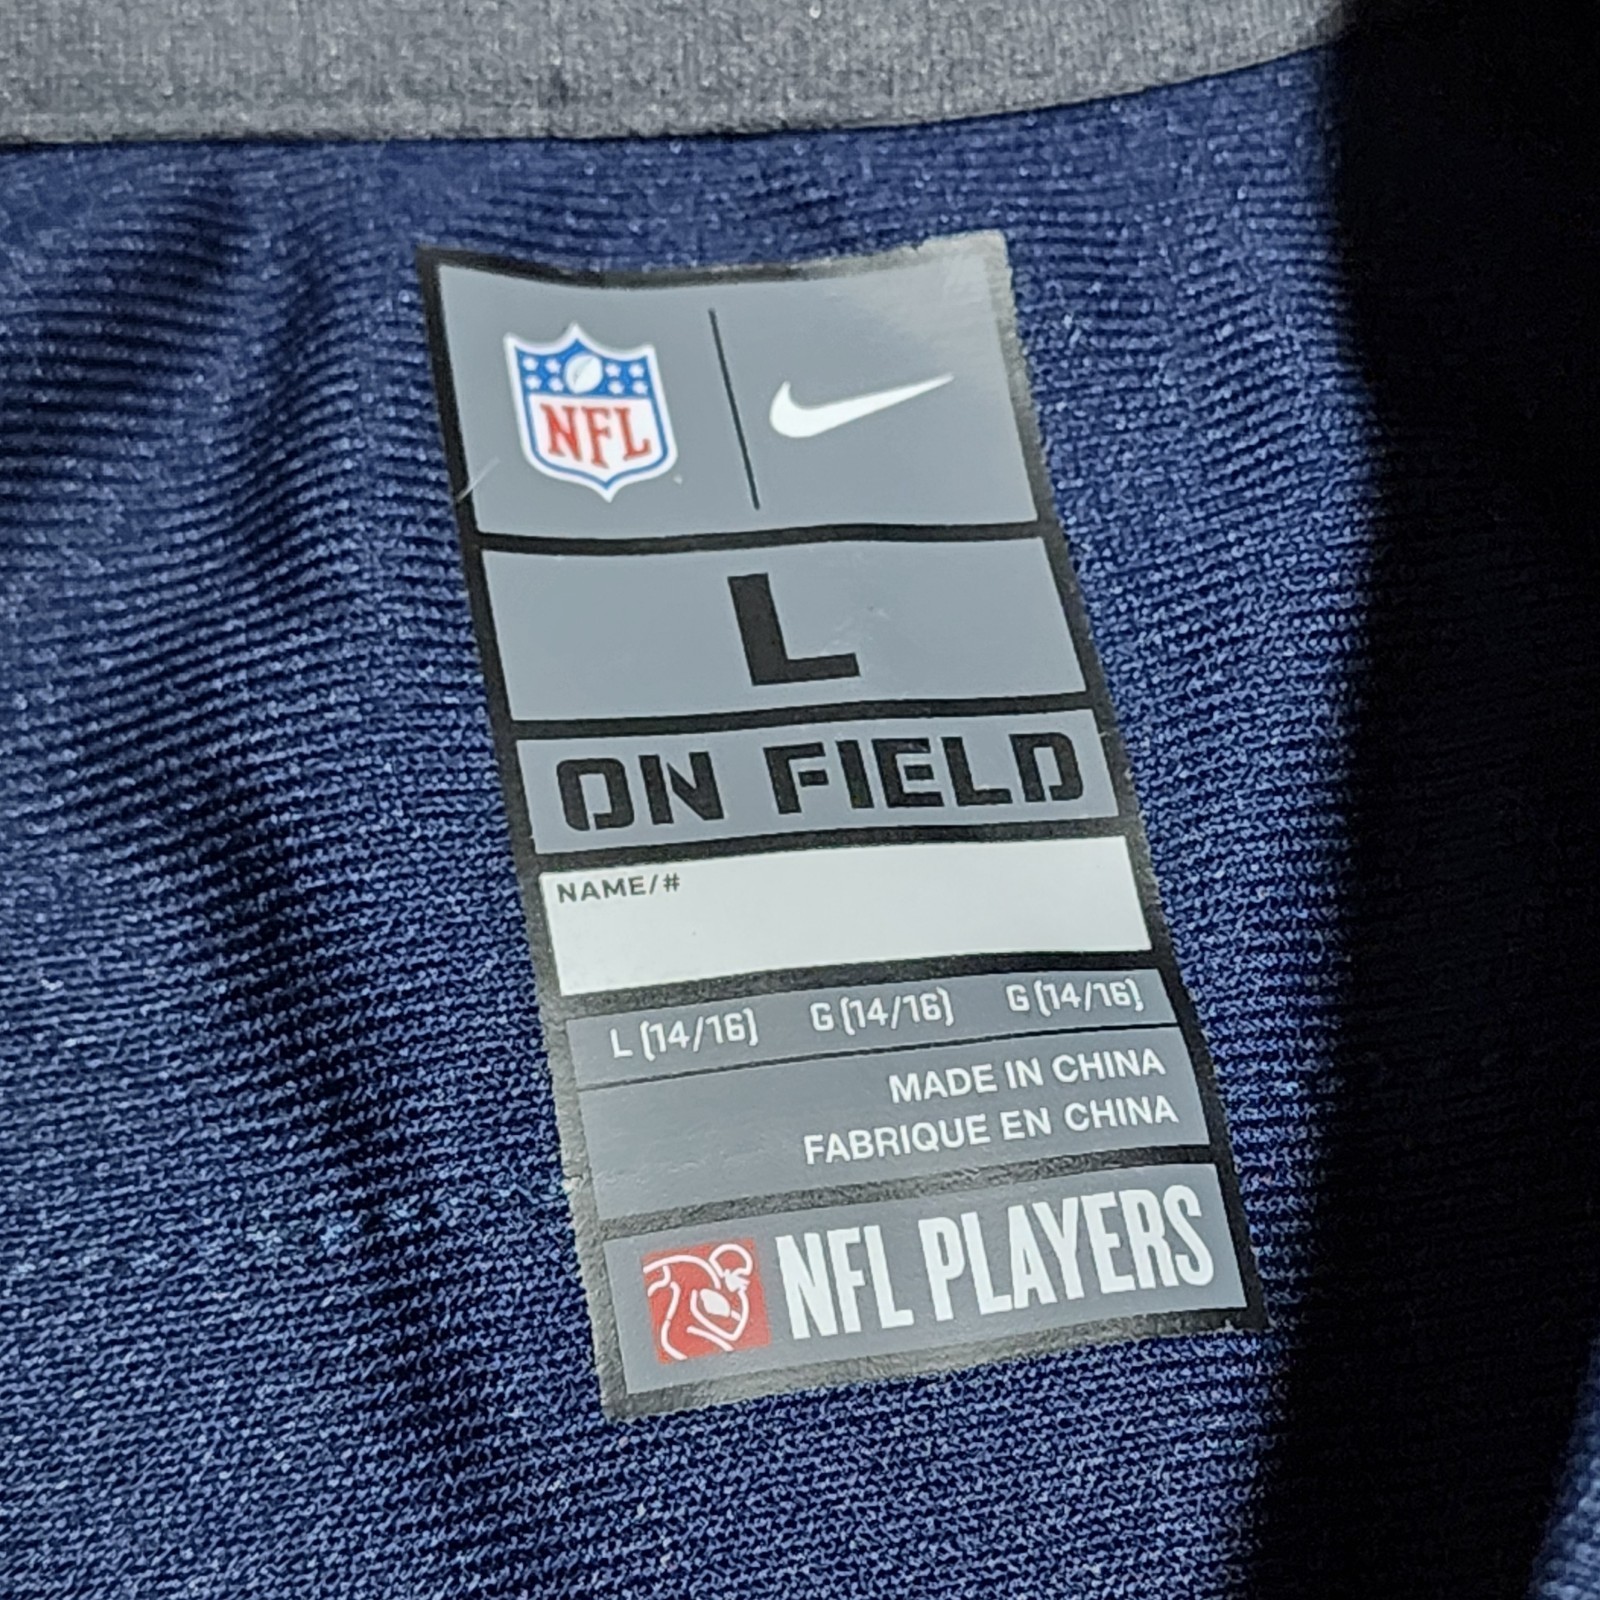 NFL
L
ON FIELD
NAME/#
L (14/16) G (14/16) G (14/16)
MADE IN CHINA
FABRIQUE EN CHINA
NFL PLAYERS